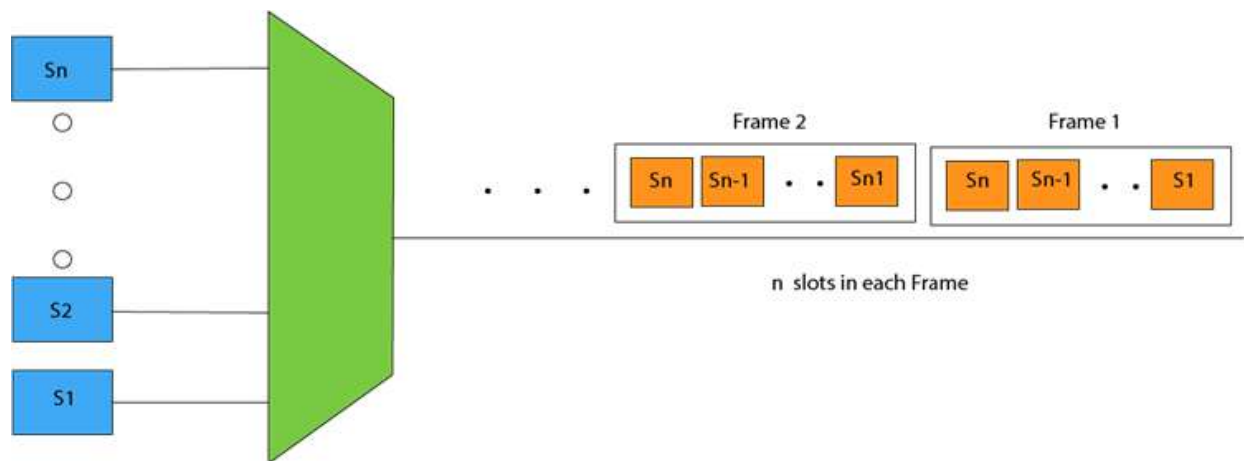 Sn
S2
S1
Frame 2
Sn
Sn-1
Sn1
Frame 1
Sn
Sn-1
S1
n slots in each Frame